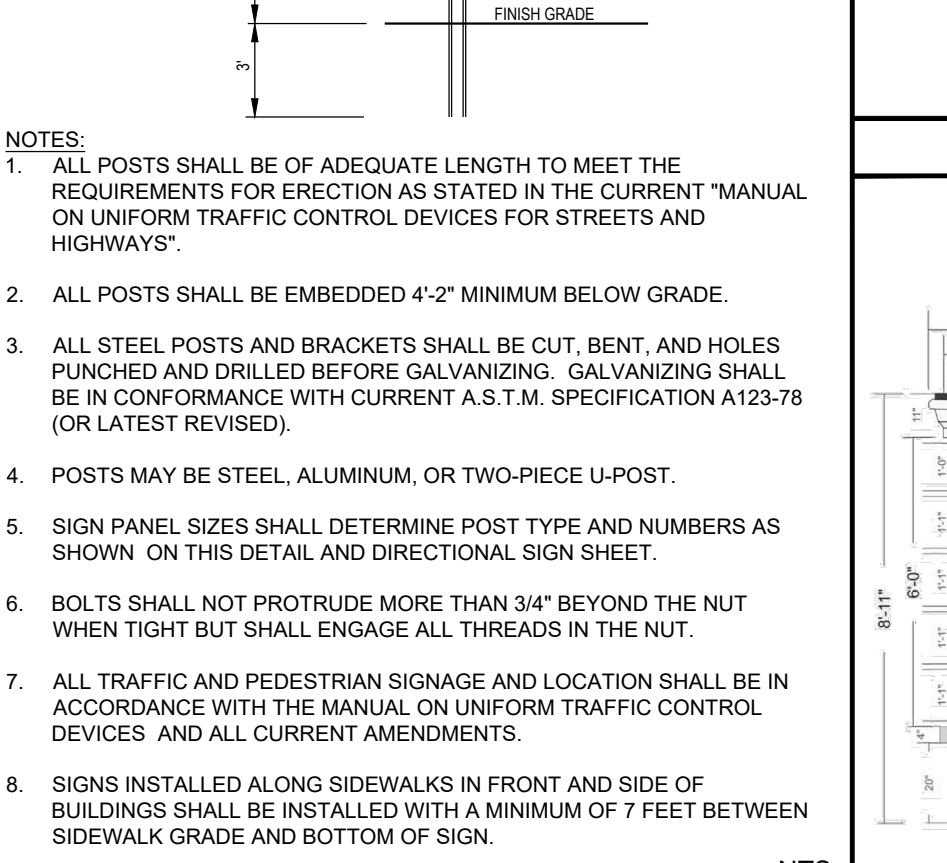 FINISH GRADE
3'
NOTES:
1. ALL POSTS SHALL BE OF ADEQUATE LENGTH TO MEET THE
REQUIREMENTS FOR ERECTION AS STATED IN THE CURRENT "MANUAL
ON UNIFORM TRAFFIC CONTROL DEVICES FOR STREETS AND
HIGHWAYS".
2. ALL POSTS SHALL BE EMBEDDED 4'-2" MINIMUM BELOW GRADE.
3. ALL STEEL POSTS AND BRACKETS SHALL BE CUT, BENT, AND HOLES
PUNCHED AND DRILLED BEFORE GALVANIZING. GALVANIZING SHALL
BE IN CONFORMANCE WITH CURRENT A.S.T.M. SPECIFICATION A123-78
(OR LATEST REVISED).
4. POSTS MAY BE STEEL, ALUMINUM, OR TWO-PIECE U-POST.
5. SIGN PANEL SIZES SHALL DETERMINE POST TYPE AND NUMBERS AS
SHOWN ON THIS DETAIL AND DIRECTIONAL SIGN SHEET.
6. BOLTS SHALL NOT PROTRUDE MORE THAN 3/4" BEYOND THE NUT
WHEN TIGHT BUT SHALL ENGAGE ALL THREADS IN THE NUT.
7. ALL TRAFFIC AND PEDESTRIAN SIGNAGE AND LOCATION SHALL BE IN
ACCORDANCE WITH THE MANUAL ON UNIFORM TRAFFIC CONTROL
DEVICES AND ALL CURRENT AMENDMENTS.
8. SIGNS INSTALLED ALONG SIDEWALKS IN FRONT AND SIDE OF
BUILDINGS SHALL BE INSTALLED WITH A MINIMUM OF 7 FEET BETWEEN
SIDEWALK GRADE AND BOTTOM OF SIGN.
11"
1'-0"
1'-1"
1'-1"
6'-0"
8'-11"
1'-1"
1'-1"
4"
20"